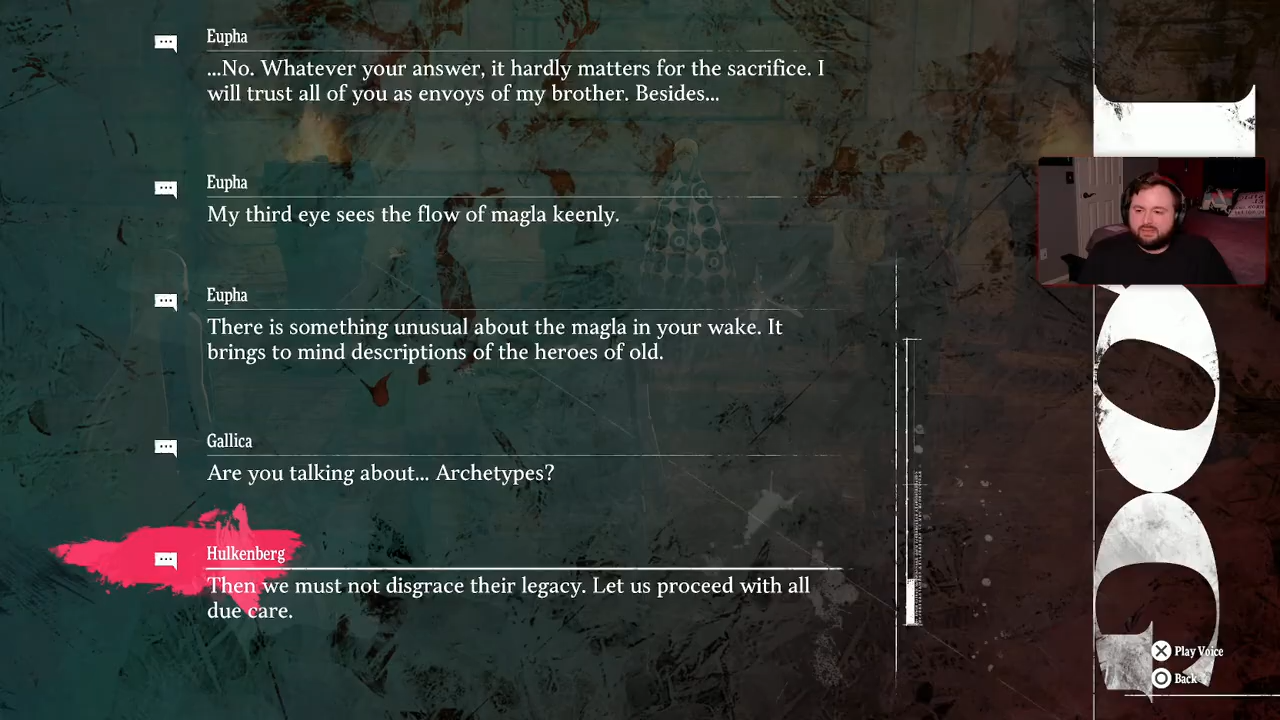 Eupha
...No. Whatever your answer, it hardly matters for the sacrifice. I
will trust all of you as envoys of my brother. Besides...
Eupha
My third eye sees the flow of magla keenly.
Eupha
There is something unusual about the magla in your wake. It
brings to mind descriptions of the heroes of old.
Gallica
Are you talking about... Archetypes?
Hulkenberg
Then we must not disgrace their legacy. Let us proceed with all
due care.
LOG
Play Voice
Back